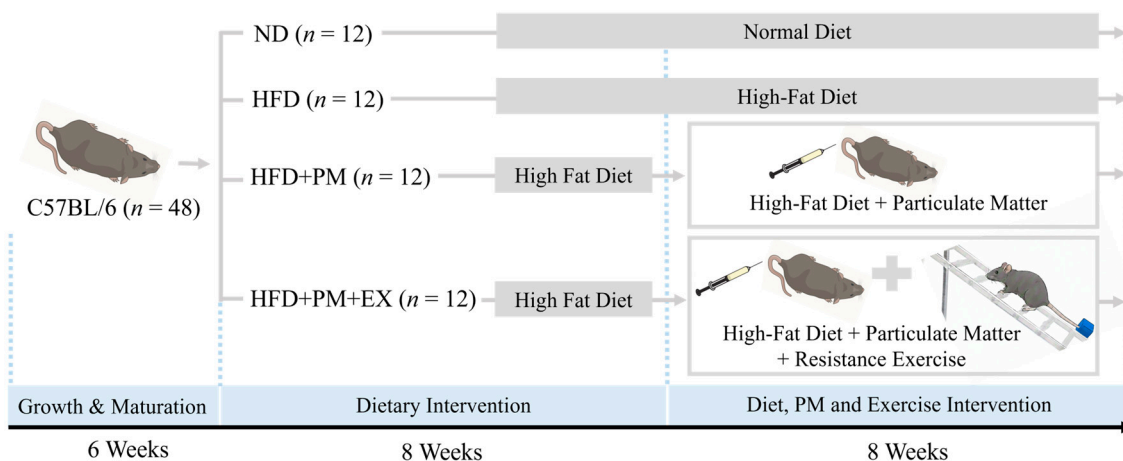 ND (n = 12)
Normal Diet
HFD (n = 12)
High-Fat Diet
HFD+PM (n = 12)
High Fat Diet
High-Fat Diet + Particulate Matter
C57BL/6 (n = 48)
HFD+PM+EX (n = 12)
High Fat Diet
High-Fat Diet + Particulate Matter
+ Resistance Exercise
Growth & Maturation
Dietary Intervention
Diet, PM and Exercise Intervention
6 Weeks
8 Weeks
8 Weeks